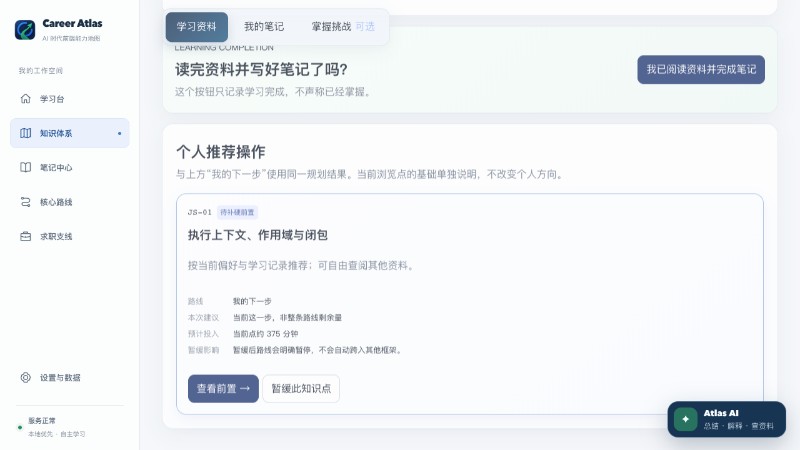 Career Atlas
AI 时代前端能力地图
我的工作空间
学习台
知识体系
笔记中心
核心路线
求职支线
设置与数据
服务正常
本地优先 · 自主学习
学习资料
我的笔记
掌握挑战 可选
LEARNING COMPLETION
读完资料并写好笔记了吗?
这个按钮只记录学习完成，不声称已经掌握。
我已阅读资料并完成笔记
个人推荐操作
与上方“我的下一步”使用同一规划结果。当前浏览点的基础单独说明，不改变个人方向。
JS-01 待补硬前置
执行上下文、作用域与闭包
按当前偏好与学习记录推荐；可自由查阅其他资料。
路线 我的下一步
本次建议 当前这一步，非整条路线剩余量
预计投入 当前点约 375 分钟
暂缓影响 暂缓后路线会明确暂停，不会自动跨入其他框架。
查看前置 →
暂缓此知识点
Atlas AI
总结 · 解释 · 查资料